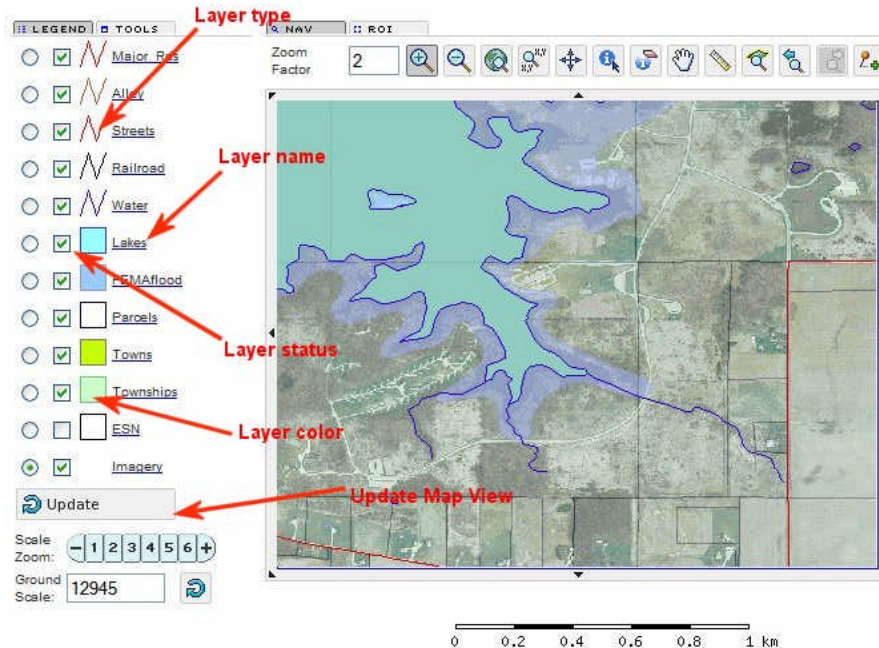 Layer type
LEGEND TOOLS NAV ROI
Zoom Factor 2
Major_Rds
Alley
Streets
Layer name
Railroad
Water
Lakes
FEMAflood
Parcels
Layer status
Towns
Townships
Layer color
ESN
Imagery
Update
Update Map View
Scale Zoom: − 1 2 3 4 5 6 +
Ground Scale: 12945
0 0.2 0.4 0.6 0.8 1 km